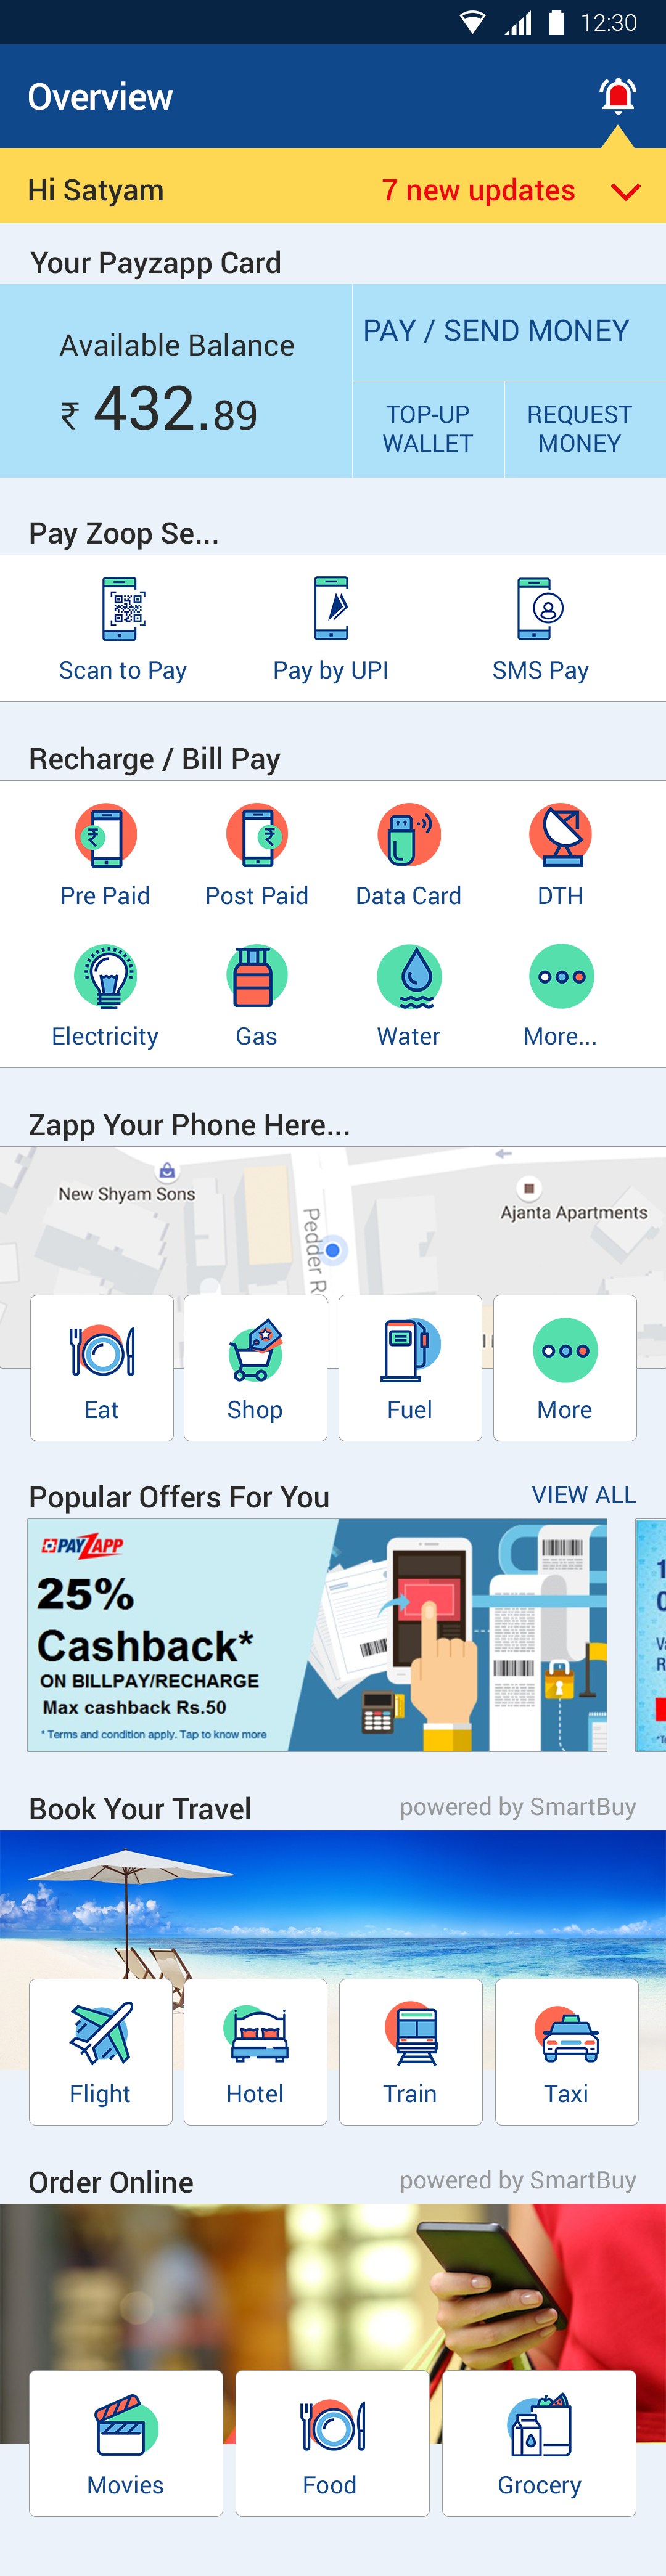 12:30
Overview
Hi Satyam
7 new updates
Your Payzapp Card
Available Balance
₹ 432.89
PAY / SEND MONEY
TOP-UP
WALLET
REQUEST
MONEY
Pay Zoop Se...
Scan to Pay
Pay by UPI
SMS Pay
Recharge / Bill Pay
Pre Paid
Post Paid
Data Card
DTH
Electricity
Gas
Water
More...
Zapp Your Phone Here...
New Shyam Sons
Pedder R
Ajanta Apartments
Eat
Shop
Fuel
More
Popular Offers For You
VIEW ALL
PAYZAPP
25%
Cashback*
ON BILLPAY/RECHARGE
Max cashback Rs.50
* Terms and condition apply. Tap to know more
Book Your Travel
powered by SmartBuy
Flight
Hotel
Train
Taxi
Order Online
powered by SmartBuy
Movies
Food
Grocery